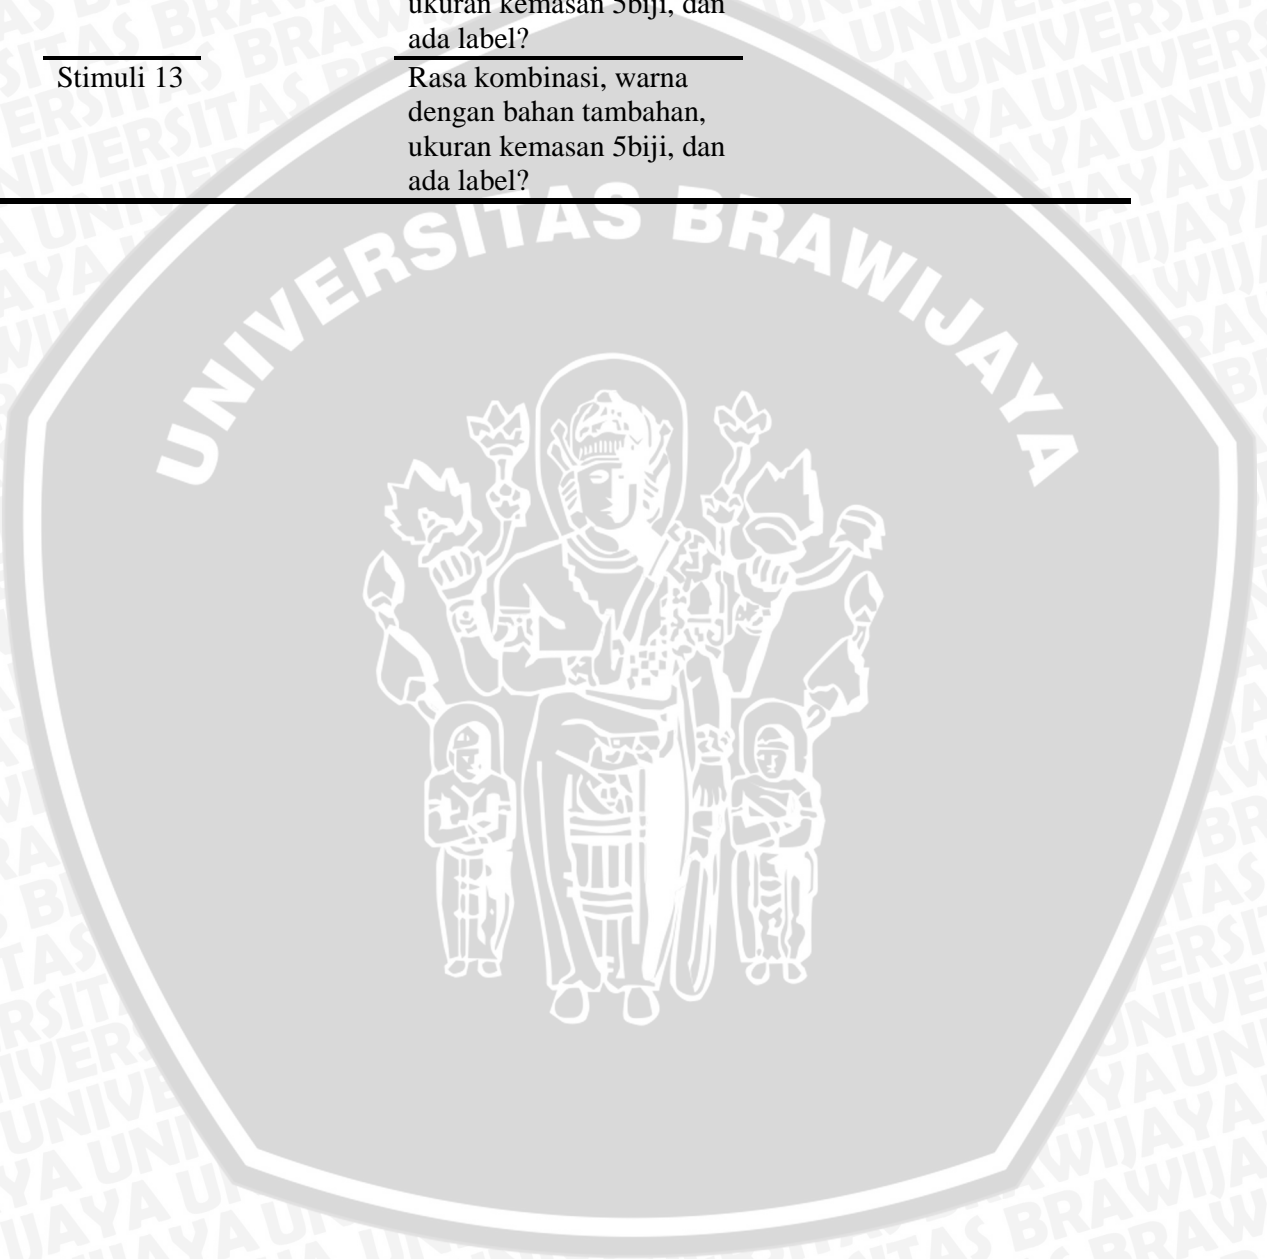 ukuran kemasan 5biji, dan
ada label?
Stimuli 13
Rasa kombinasi, warna
dengan bahan tambahan,
ukuran kemasan 5biji, dan
ada label?
UNIVERSITAS BRAWIJAYA